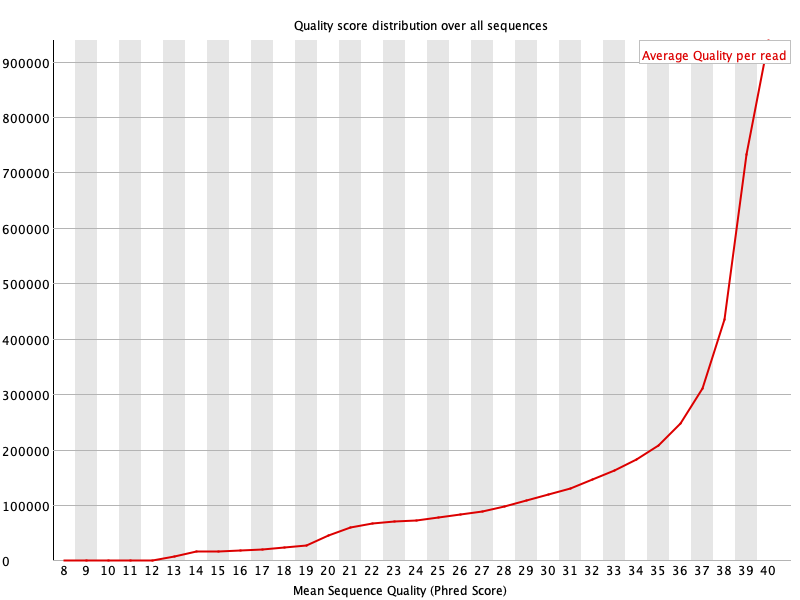 Quality score distribution over all sequences
Average Quality per read
900000
800000
700000
600000
500000
400000
300000
200000
100000
0
8 9 10 11 12 13 14 15 16 17 18 19 20 21 22 23 24 25 26 27 28 29 30 31 32 33 34 35 36 37 38 39 40
Mean Sequence Quality (Phred Score)